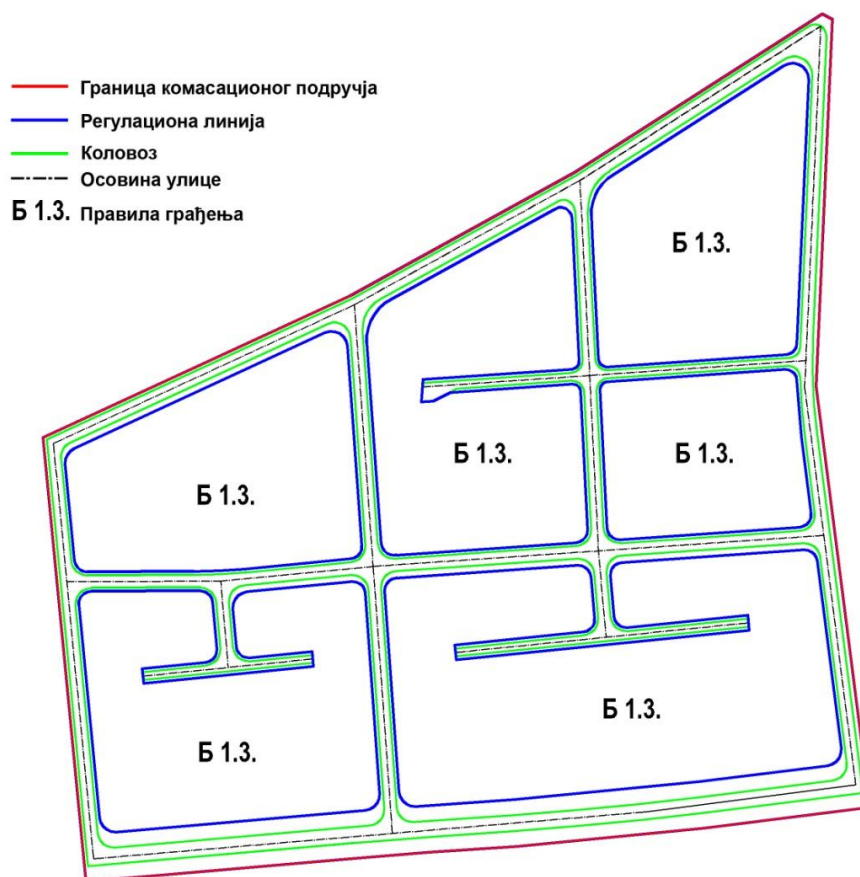 Граница комасационог подручја
Регулациона линија
Коловоз
Осовина улице
Б 1.3. Правила грађења
Б 1.3.
Б 1.3.
Б 1.3.
Б 1.3.
Б 1.3.
Б 1.3.